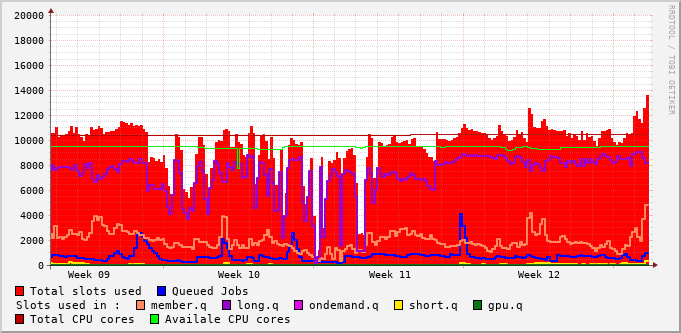 20000
18000
16000
14000
12000
10000
8000
6000
4000
2000
0
Week 09 Week 10 Week 11 Week 12
RRDTOOL / TOBI OETIKER
Total slots used Queued Jobs
Slots used in : member.q long.q ondemand.q short.q gpu.q
Total CPU cores Availale CPU cores